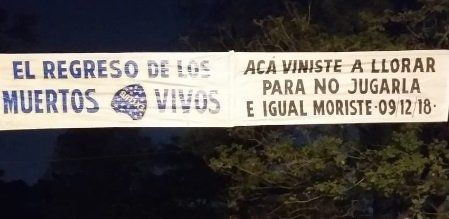 EL REGRESO DE LOS
MUERTOS VIVOS
ACÁ VINISTE A LLORAR
PARA NO JUGARLA
E IGUAL MORISTE·09/12/18·